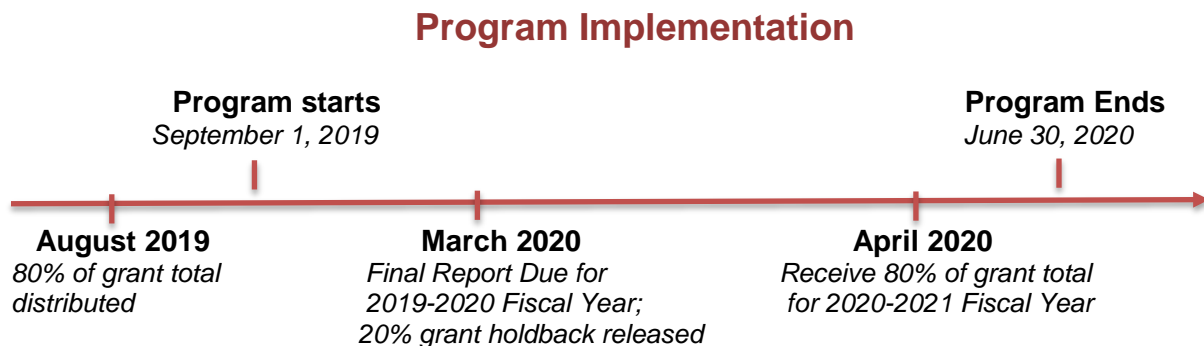 Program Implementation
Program starts
September 1, 2019
Program Ends
June 30, 2020
August 2019
80% of grant total
distributed
March 2020
Final Report Due for
2019-2020 Fiscal Year;
20% grant holdback released
April 2020
Receive 80% of grant total
for 2020-2021 Fiscal Year